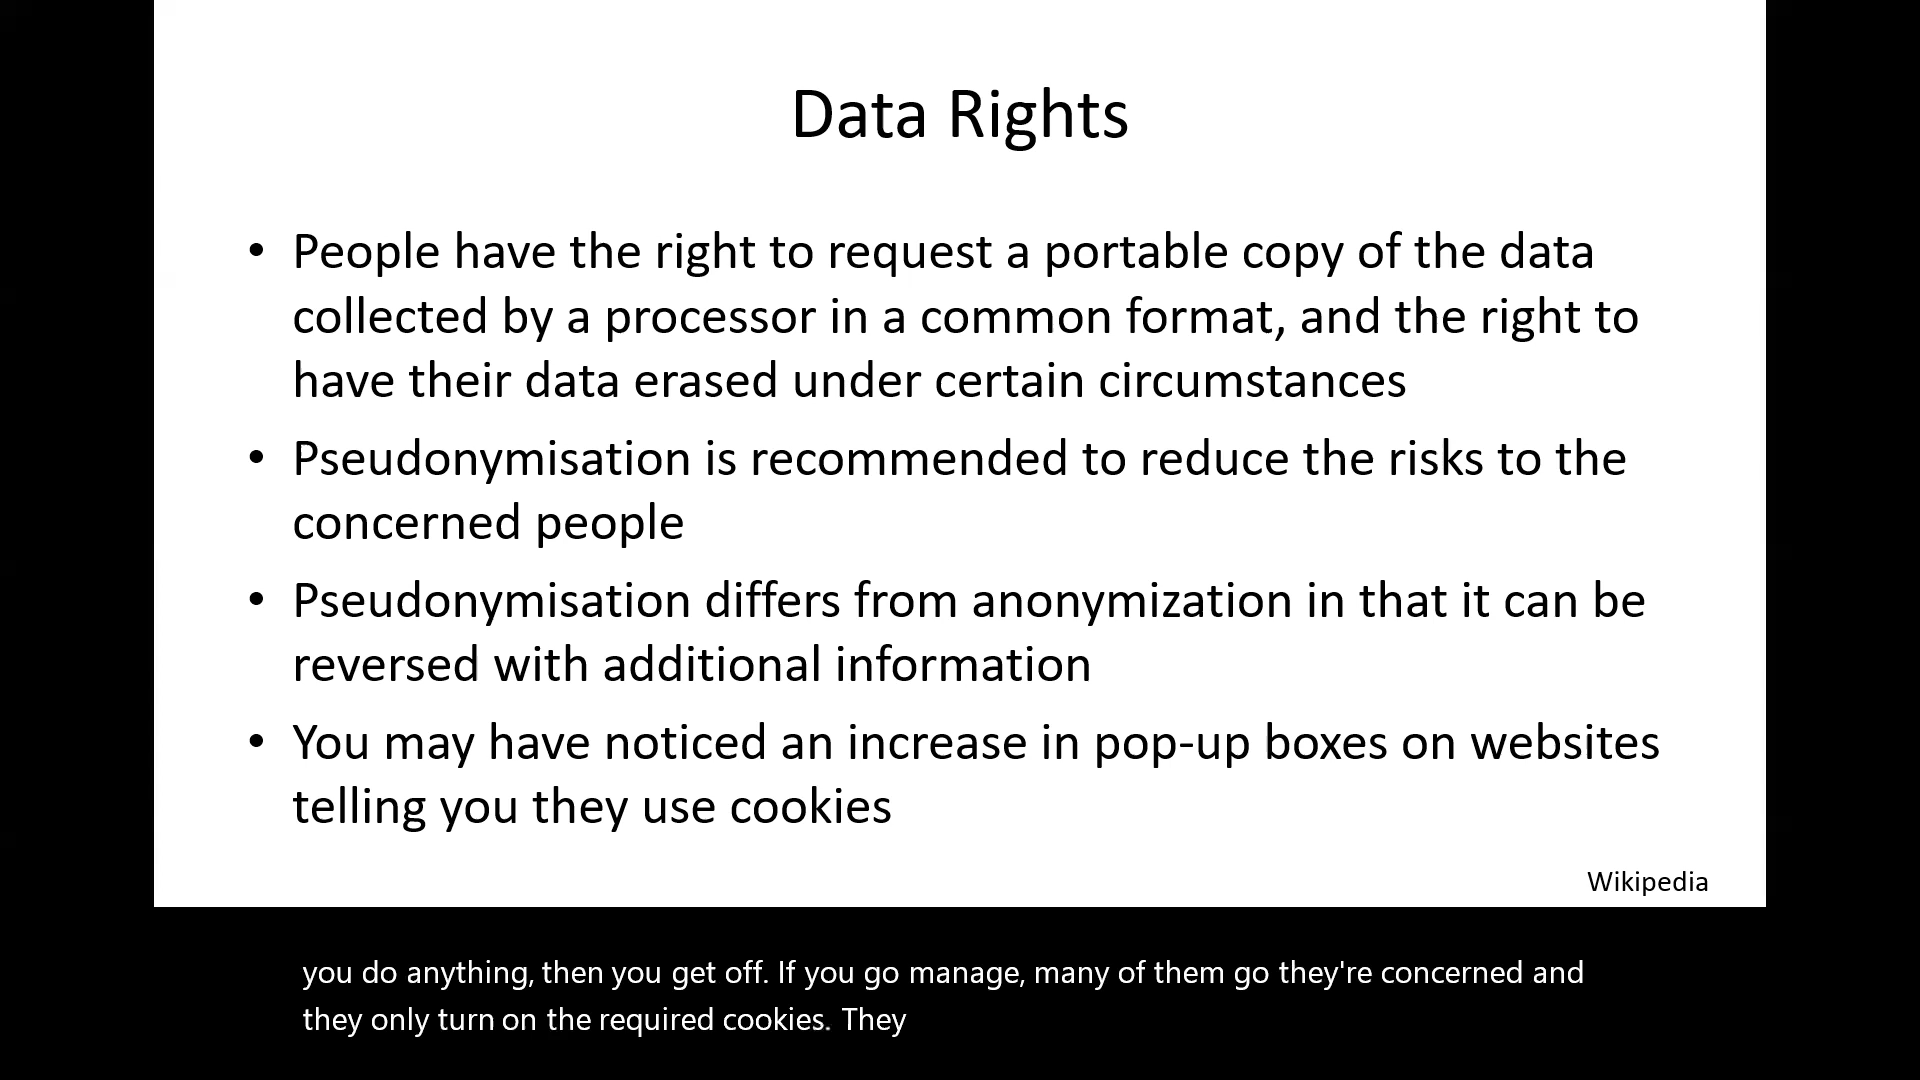 Data Rights
• People have the right to request a portable copy of the data
collected by a processor in a common format, and the right to
have their data erased under certain circumstances
• Pseudonymisation is recommended to reduce the risks to the
concerned people
• Pseudonymisation differs from anonymization in that it can be
reversed with additional information
• You may have noticed an increase in pop-up boxes on websites
telling you they use cookies
Wikipedia
you do anything, then you get off. If you go manage, many of them go they're concerned and
they only turn on the required cookies. They